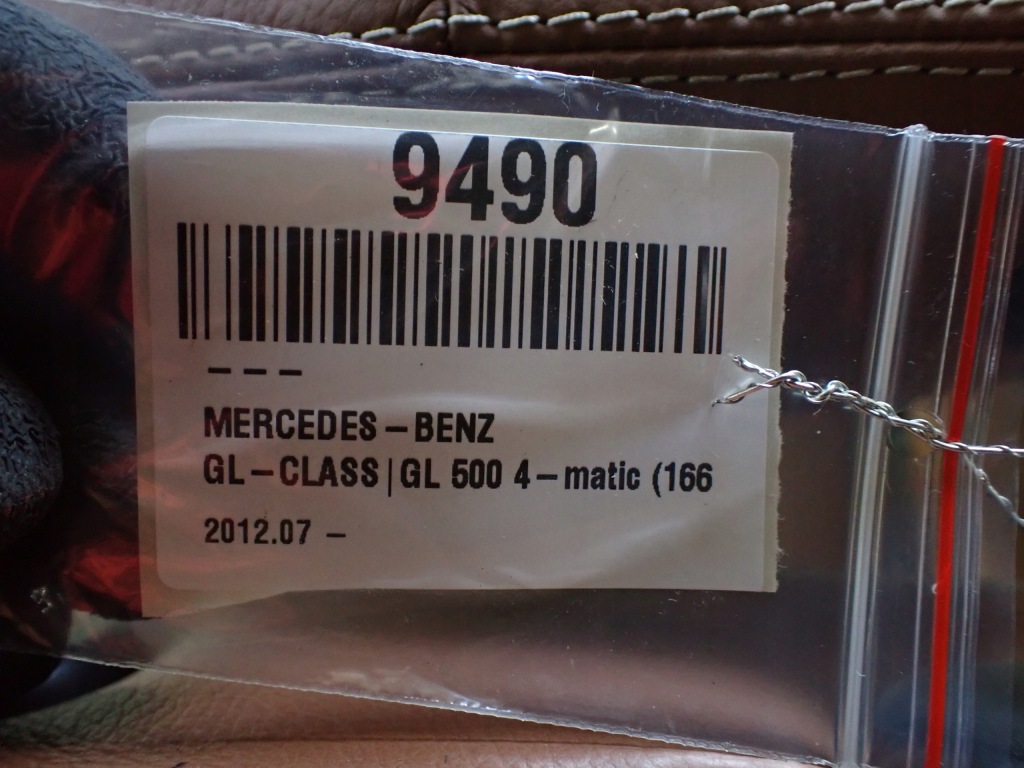 9490
– – –
MERCEDES – BENZ
GL – CLASS | GL 500 4 – matic (166
2012.07 –